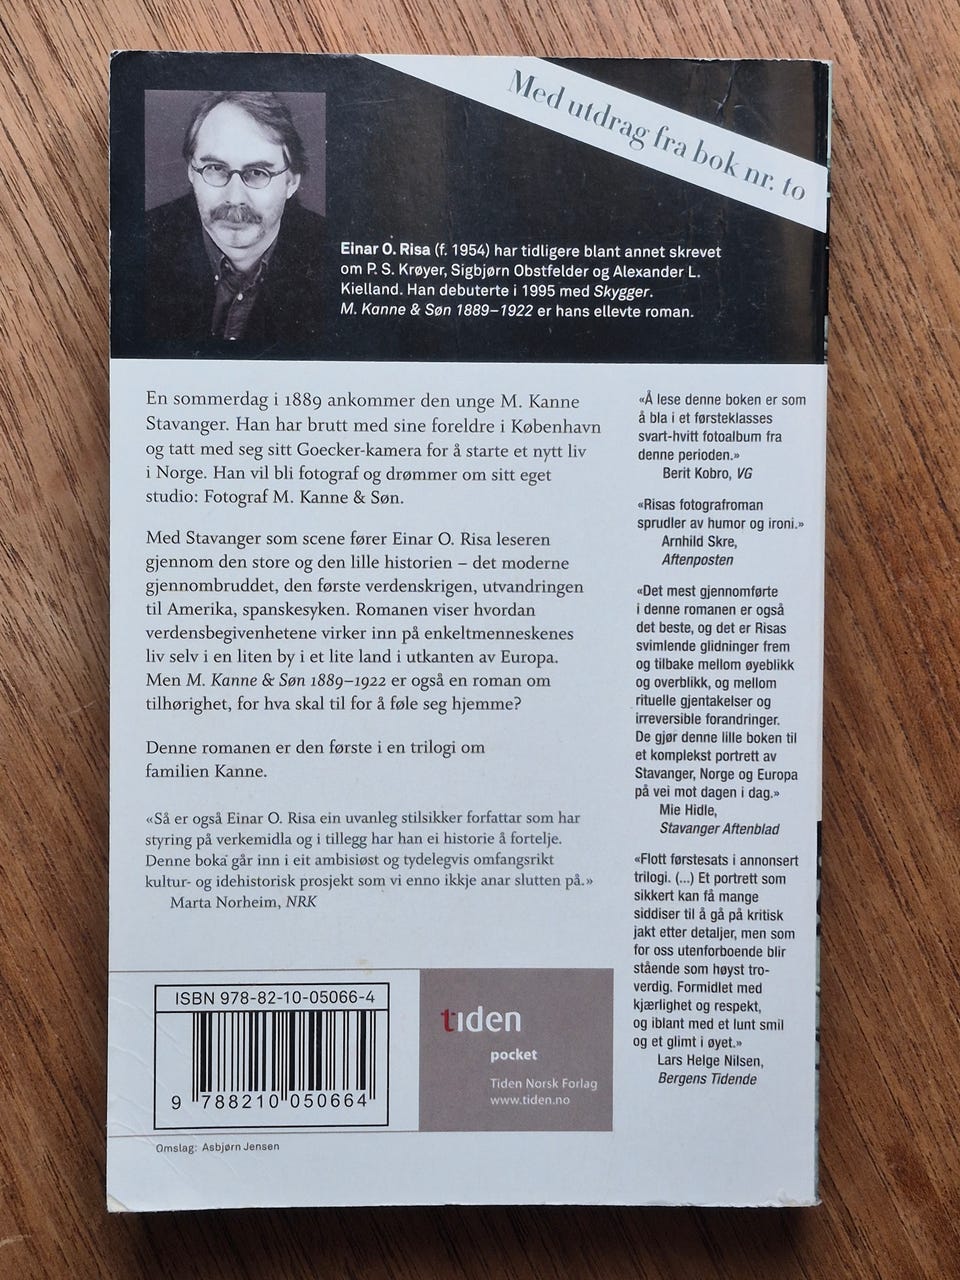 Med utdrag fra bok nr. to
Einar O. Risa (f. 1954) har tidligere blant annet skrevet
om P. S. Krøyer, Sigbjørn Obstfelder og Alexander L.
Kielland. Han debuterte i 1995 med Skygger.
M. Kanne & Søn 1889–1922 er hans ellevte roman.
En sommerdag i 1889 ankommer den unge M. Kanne
Stavanger. Han har brutt med sine foreldre i København
og tatt med seg sitt Goecker-kamera for å starte et nytt liv
i Norge. Han vil bli fotograf og drømmer om sitt eget
studio: Fotograf M. Kanne & Søn.
Med Stavanger som scene fører Einar O. Risa leseren
gjennom den store og den lille historien – det moderne
gjennombruddet, den første verdenskrigen, utvandringen
til Amerika, spanskesyken. Romanen viser hvordan
verdensbegivenhetene virker inn på enkeltmenneskenes
liv selv i en liten by i et lite land i utkanten av Europa.
Men M. Kanne & Søn 1889–1922 er også en roman om
tilhørighet, for hva skal til for å føle seg hjemme?
Denne romanen er den første i en trilogi om
familien Kanne.
«Så er også Einar O. Risa ein uvanleg stilsikker forfattar som har
styring på verkemidla og i tillegg har han ei historie å fortelje.
Denne boka går inn i eit ambisiøst og tydelegvis omfangsrikt
kultur- og idehistorisk prosjekt som vi enno ikkje anar slutten på.»
Marta Norheim, NRK
«Å lese denne boken er som
å bla i et førsteklasses
svart-hvitt fotoalbum fra
denne perioden.»
Berit Kobro, VG
«Risas fotografroman
sprudler av humor og ironi.»
Arnhild Skre,
Aftenposten
«Det mest gjennomførte
i denne romanen er også
det beste, og det er Risas
svimlende glidninger frem
og tilbake mellom øyeblikk
og overblikk, og mellom
rituelle gjentakelser og
irreversible forandringer.
De gjør denne lille boken til
et komplekst portrett av
Stavanger, Norge og Europa
på vei mot dagen i dag.»
Mie Hidle,
Stavanger Aftenblad
«Flott førstesats i annonsert
trilogi. (...) Et portrett som
sikkert kan få mange
siddiser til å gå på kritisk
jakt etter detaljer, men som
for oss utenforboende blir
stående som høyst tro-
verdig. Formidlet med
kjærlighet og respekt,
og iblant med et lunt smil
og et glimt i øyet.»
Lars Helge Nilsen,
Bergens Tidende
ISBN 978-82-10-05066-4
9 788210 050664
tiden
pocket
Tiden Norsk Forlag
www.tiden.no
Omslag: Asbjørn Jensen